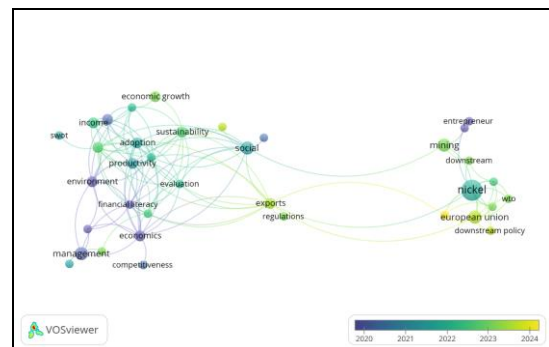 economic growth
income
sustainability
swot
adoption
social
productivity
environment
evaluation
financial literacy
exports
regulations
economics
management
competitiveness
entrepreneur
mining
downstream
nickel
wto
european union
downstream policy
VOSviewer
2020 2021 2022 2023 2024